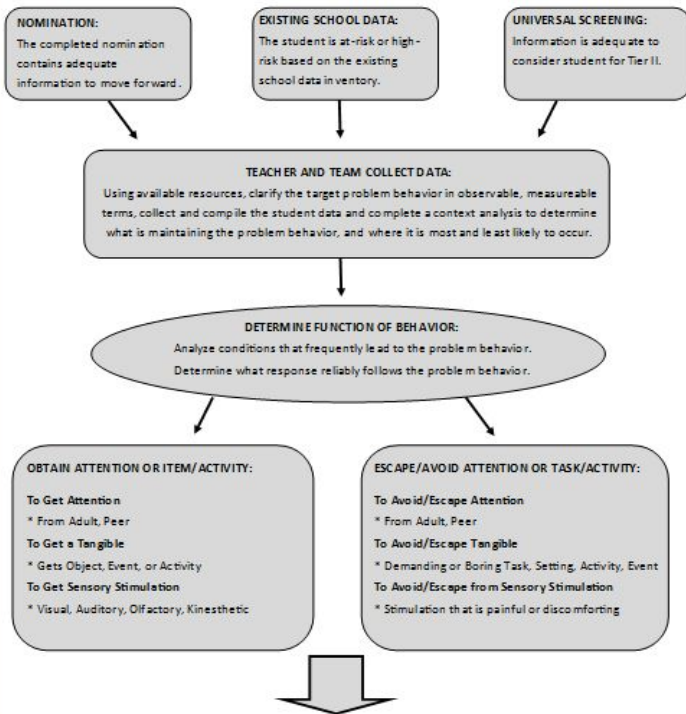 NOMINATION:
The completed nomination
contains adequate
information to move forward.
EXISTING SCHOOL DATA:
The student is at-risk or high-
risk based on the existing
school data inventory.
UNIVERSAL SCREENING:
Information is adequate to
consider student for Tier II.
TEACHER AND TEAM COLLECT DATA:
Using available resources, clarify the target problem behavior in observable, measureable
terms, collect and compile the student data and complete a context analysis to determine
what is maintaining the problem behavior, and where it is most and least likely to occur.
DETERMINE FUNCTION OF BEHAVIOR:
Analyze conditions that frequently lead to the problem behavior.
Determine what response reliably follows the problem behavior.
OBTAIN ATTENTION OR ITEM/ACTIVITY:
To Get Attention
* From Adult, Peer
To Get a Tangible
* Gets Object, Event, or Activity
To Get Sensory Stimulation
* Visual, Auditory, Olfactory, Kinesthetic
ESCAPE/AVOID ATTENTION OR TASK/ACTIVITY:
To Avoid/Escape Attention
* From Adult, Peer
To Avoid/Escape Tangible
* Demanding or Boring Task, Setting, Activity, Event
To Avoid/Escape from Sensory Stimulation
* Stimulation that is painful or discomforting